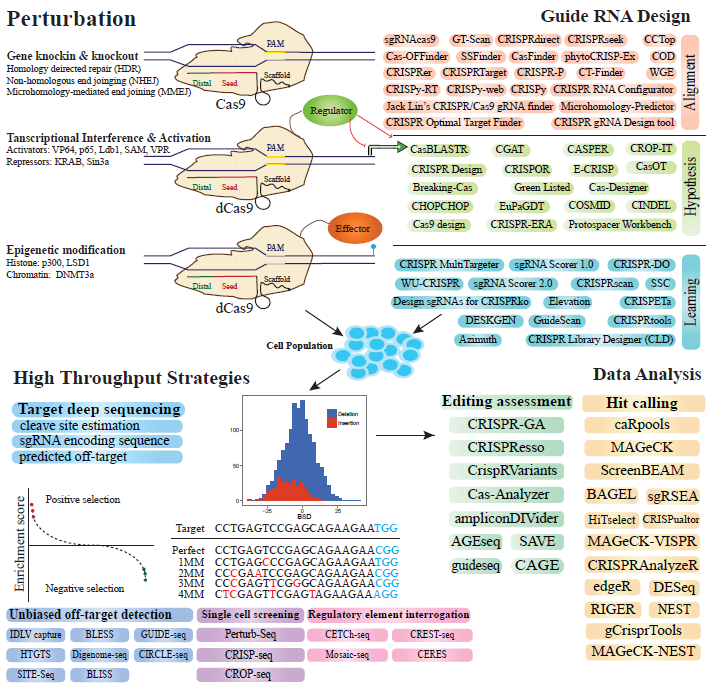 Perturbation
Guide RNA Design
Gene knockin & knockout
Homology deirected repair (HDR)
Non-homologous end joinging (NHEJ)
Microhomology-mediated end joining (MMEJ)
PAM
Distal Seed Scaffold
Cas9
Regulator
Tancriptional Interference & Activation
Activators: VP64, p65, Ldb1, SAM, VPR
Repressors: KRAB, Sin3a
PAM
Distal Seed Scaffold
dCas9
Effector
Epigenetic modification
Histone: p300, LSD1
Chromatin: DNMT3a
PAM
Distal Seed Scaffold
dCas9
Cell Population
sgRNAcas9 GT-Scan CRISPRdirect CRISPRseek CCTop
Cas-OFFinder SSFinder CasFinder phytoCRISP-Ex COD
CRISPRer CRISPRTarget CRISPR-P CT-Finder WGE
CRISPy-RT CRISPy-web CRISPy CRISPR RNA Configurator
Jack Lin's CRISPR/Cas9 gRNA finder Microhomology-Predictor
CRISPR Optimal Target Finder CRISPR gRNA Design tool
Alignment
CasBLASTR CGAT CASPER CROP-IT
CRISPR Design CRISPOR E-CRISP CasOT
Breaking-Cas Green Listed Cas-Designer
CHOPCHOP EuPaGDT COSMID CINDEL
Cas9 design CRISPR-ERA Protospacer Workbench
Hypothesis
CRISPR MultiTargeter sgRNA Scorer 1.0 CRISPR-DO
WU-CRISPR sgRNA Scorer 2.0 CRISPRscan SSC
Design sgRNAs for CRISPRko Elevation CRISPETa
DESKGEN GuideScan CRISPRtools
Azimuth CRISPR Library Designer (CLD)
Learning
High Throughput Strategies
Target deep sequencing
cleave site estimation
sgRNA encoding sequence
predicted off-target
Deletion
Insertion
100
50
0
-25 0 25
BSD
Enrichment score
Positive selection
Negative selection
Target CCTGAGTCCGAGCAGAAGAATGG
Perfect CCTGAGTCCGAGCAGAAGAACGG
1MM CCTGAGCCCGAGCAGAAGAACGG
2MM CCCGAATCCGAGCAGAAGAACGG
3MM CCCGAGTTCGGGCAGAAGAACGG
4MM CTCGAGTTCGAGTAGAAGAAAGG
Unbiased off-target detection
IDLV capture BLESS GUIDE-seq
HTGTS Digenome-seq CIRCLE-seq
SITE-Seq BLISS
Single cell screening
Perturb-Seq
CRISP-seq
CROP-seq
Regulatory element interrogation
CETCh-seq CREST-seq
Mosaic-seq CERES
Data Analysis
Editing assessment
CRISPR-GA
CRISPResso
CrispRVariants
Cas-Analyzer
ampliconDIVider
AGEseq SAVE
guideseq CAGE
Hit calling
caRpools
MAGeCK
ScreenBEAM
BAGEL sgRSEA
HiTselect CRISPualtor
MAGeCK-VISPR
CRISPRAnalyzeR
edgeR DESeq
RIGER NEST
gCrisprTools
MAGeCK-NEST